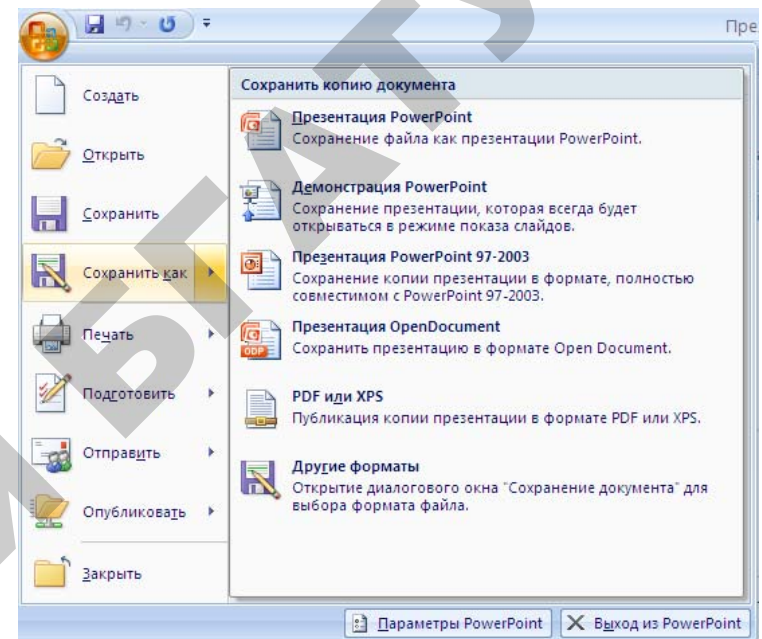 Пре
Создать
Открыть
Сохранить
Сохранить как
Печать
Подготовить
Отправить
Опубликовать
Закрыть
Сохранить копию документа
Презентация PowerPoint
Сохранение файла как презентации PowerPoint.
Демонстрация PowerPoint
Сохранение презентации, которая всегда будет
открываться в режиме показа слайдов.
Презентация PowerPoint 97-2003
Сохранение копии презентации в формате, полностью
совместимом с PowerPoint 97-2003.
Презентация OpenDocument
Сохранить презентацию в формате Open Document.
ODP
PDF или XPS
Публикация копии презентации в формате PDF или XPS.
Другие форматы
Открытие диалогового окна "Сохранение документа" для
выбора формата файла.
Параметры PowerPoint
Выход из PowerPoint
БГАТУ